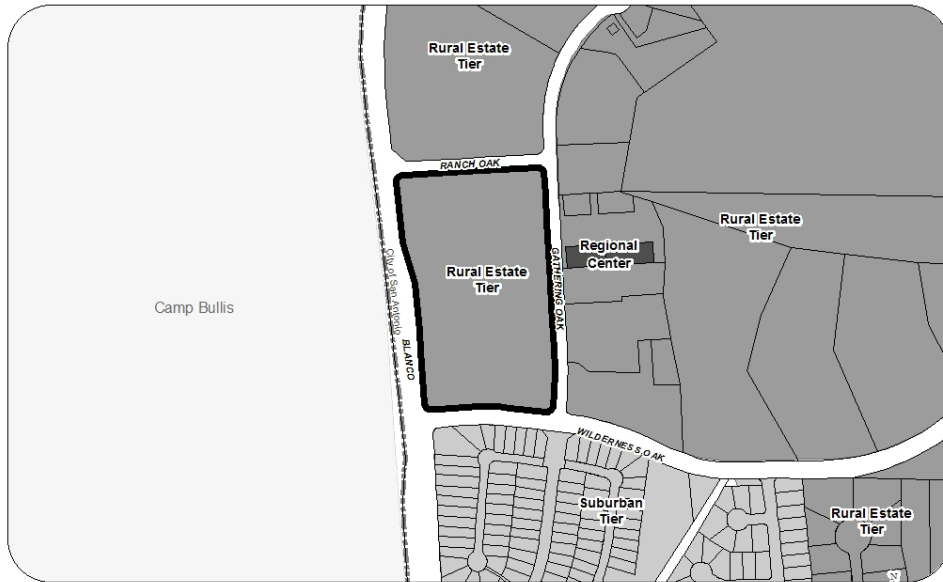 Rural Estate
Tier
RANCH OAK
Rural Estate
Tier
Regional
Center
Rural Estate
Tier
GATHERING OAK
City of San Antonio
Camp Bullis
BLANCO
WILDERNESS OAK
Suburban
Tier
Rural Estate
Tier
N